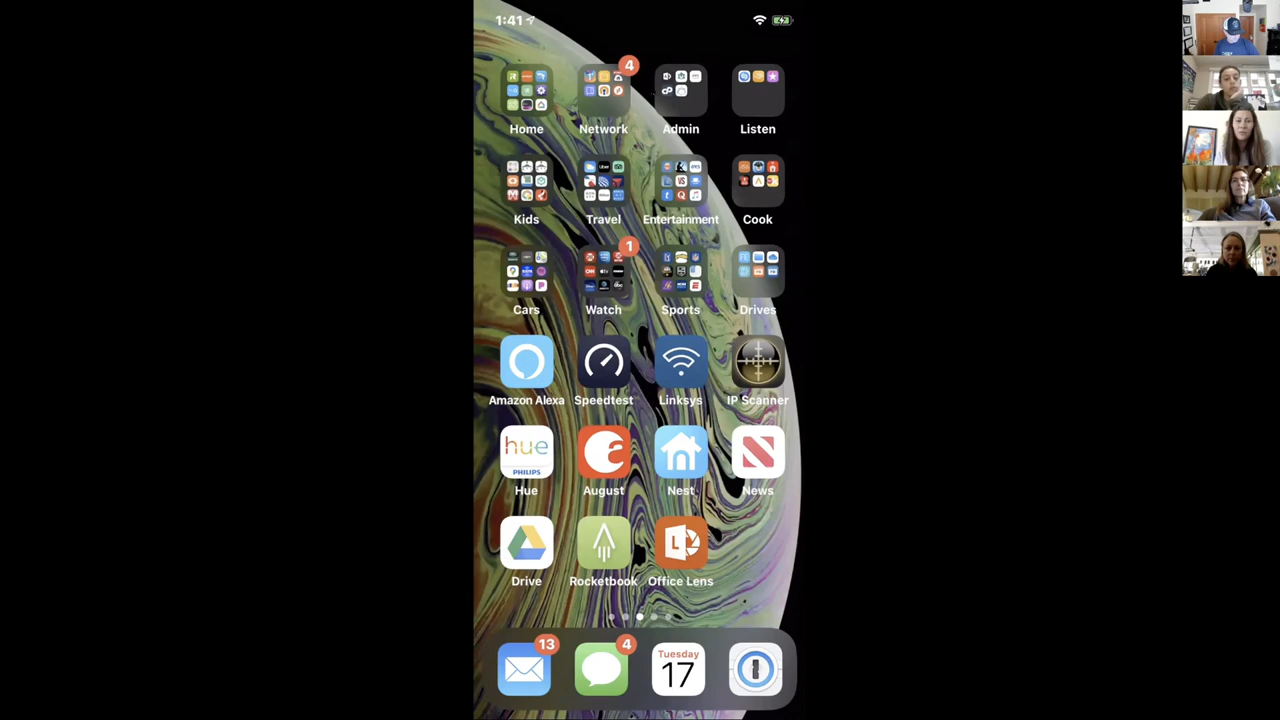 1:41
4
Home Network Admin Listen
Kids Travel Entertainment Cook
1
Cars Watch Sports Drives
Amazon Alexa Speedtest Linksys IP Scanner
hue
PHILIPS
Hue August Nest News
L
Drive Rocketbook Office Lens
13 4 Tuesday
17